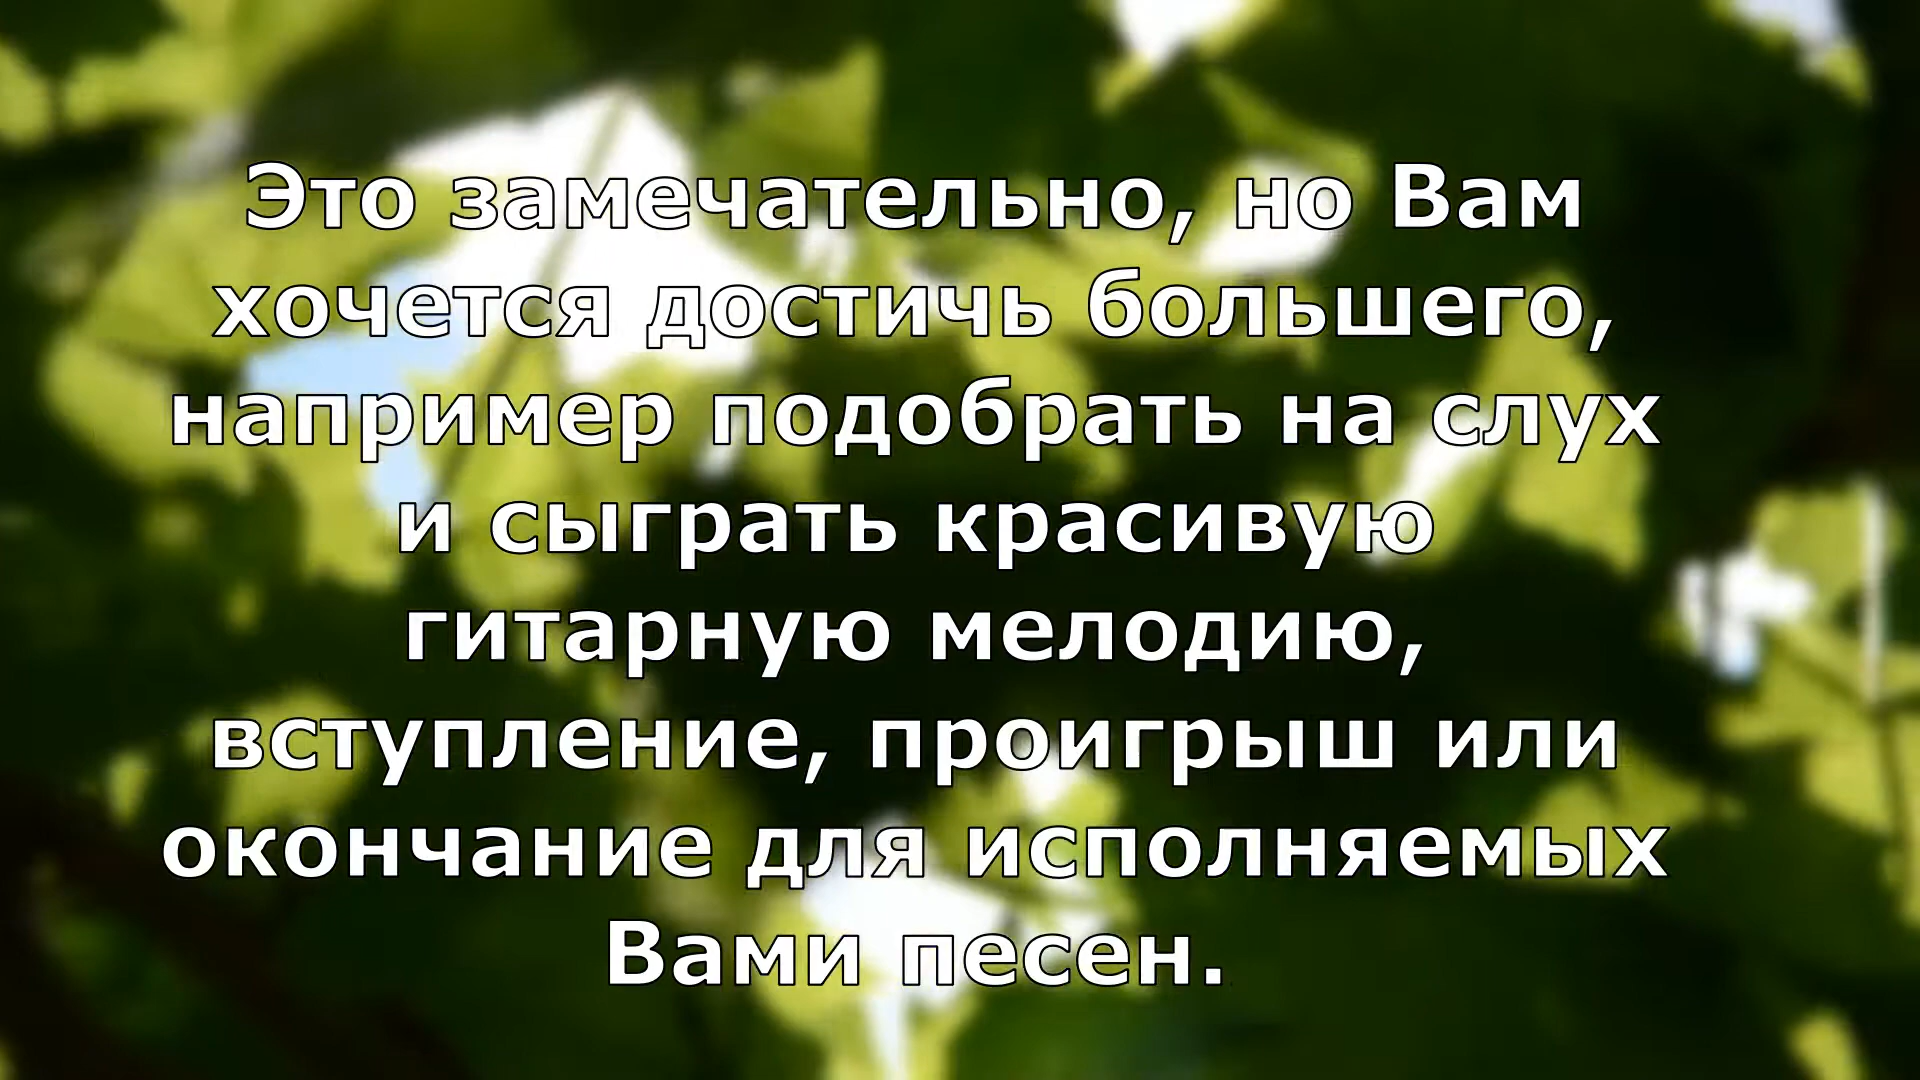 Это замечательно, но Вам
хочется достичь большего,
например подобрать на слух
и сыграть красивую
гитарную мелодию,
вступление, проигрыш или
окончание для исполняемых
Вами песен.